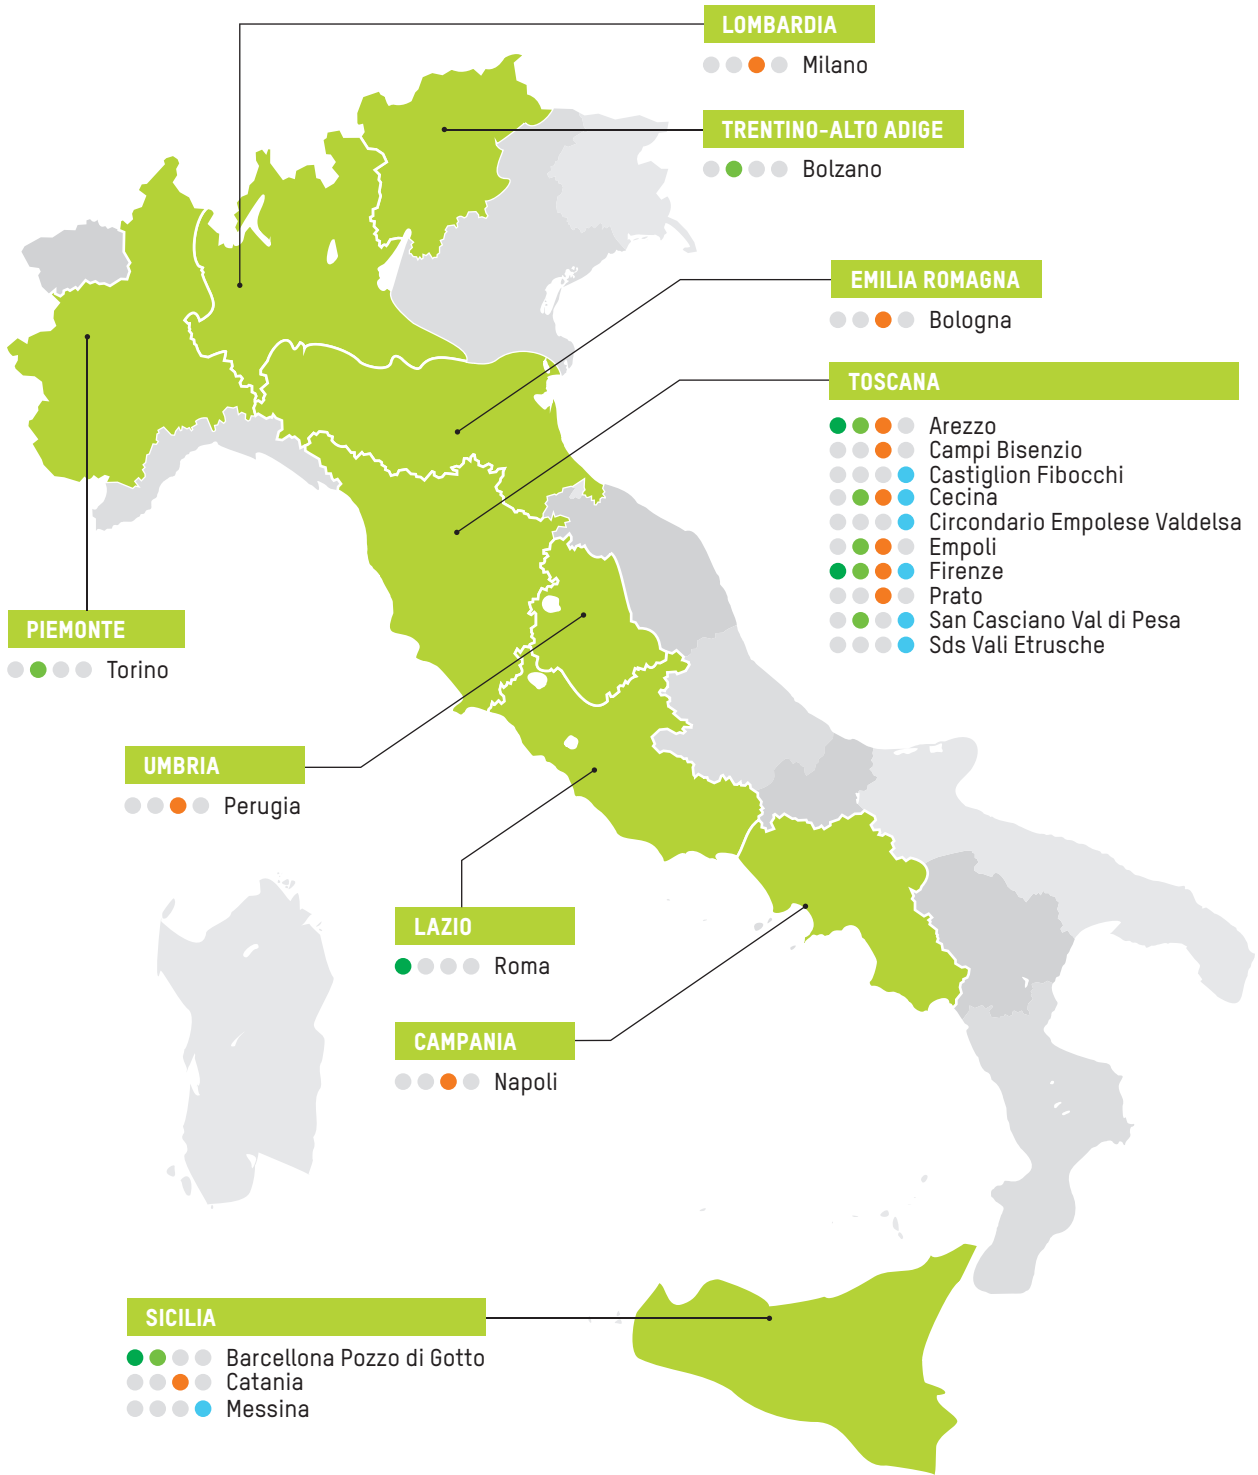 LOMBARDIA
Milano
TRENTINO-ALTO ADIGE
Bolzano
EMILIA ROMAGNA
Bologna
TOSCANA
Arezzo
Campi Bisenzio
Castiglion Fibocchi
Cecina
Circondario Empolese Valdelsa
Empoli
Firenze
Prato
San Casciano Val di Pesa
Sds Vali Etrusche
PIEMONTE
Torino
UMBRIA
Perugia
LAZIO
Roma
CAMPANIA
Napoli
SICILIA
Barcellona Pozzo di Gotto
Catania
Messina